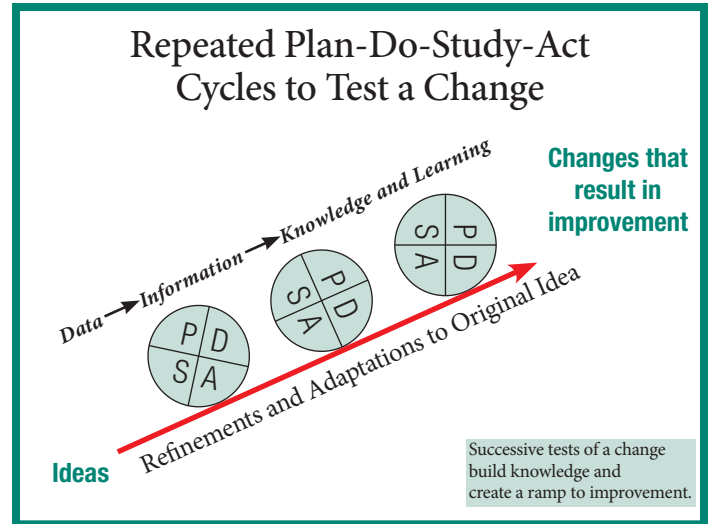 Repeated Plan-Do-Study-Act
Cycles to Test a Change
Changes that
result in
improvement
Data → Information → Knowledge and Learning
P D
S A
P D
S A
P D
S A
Refinements and Adaptations to Original Idea
Ideas
Successive tests of a change
build knowledge and
create a ramp to improvement.